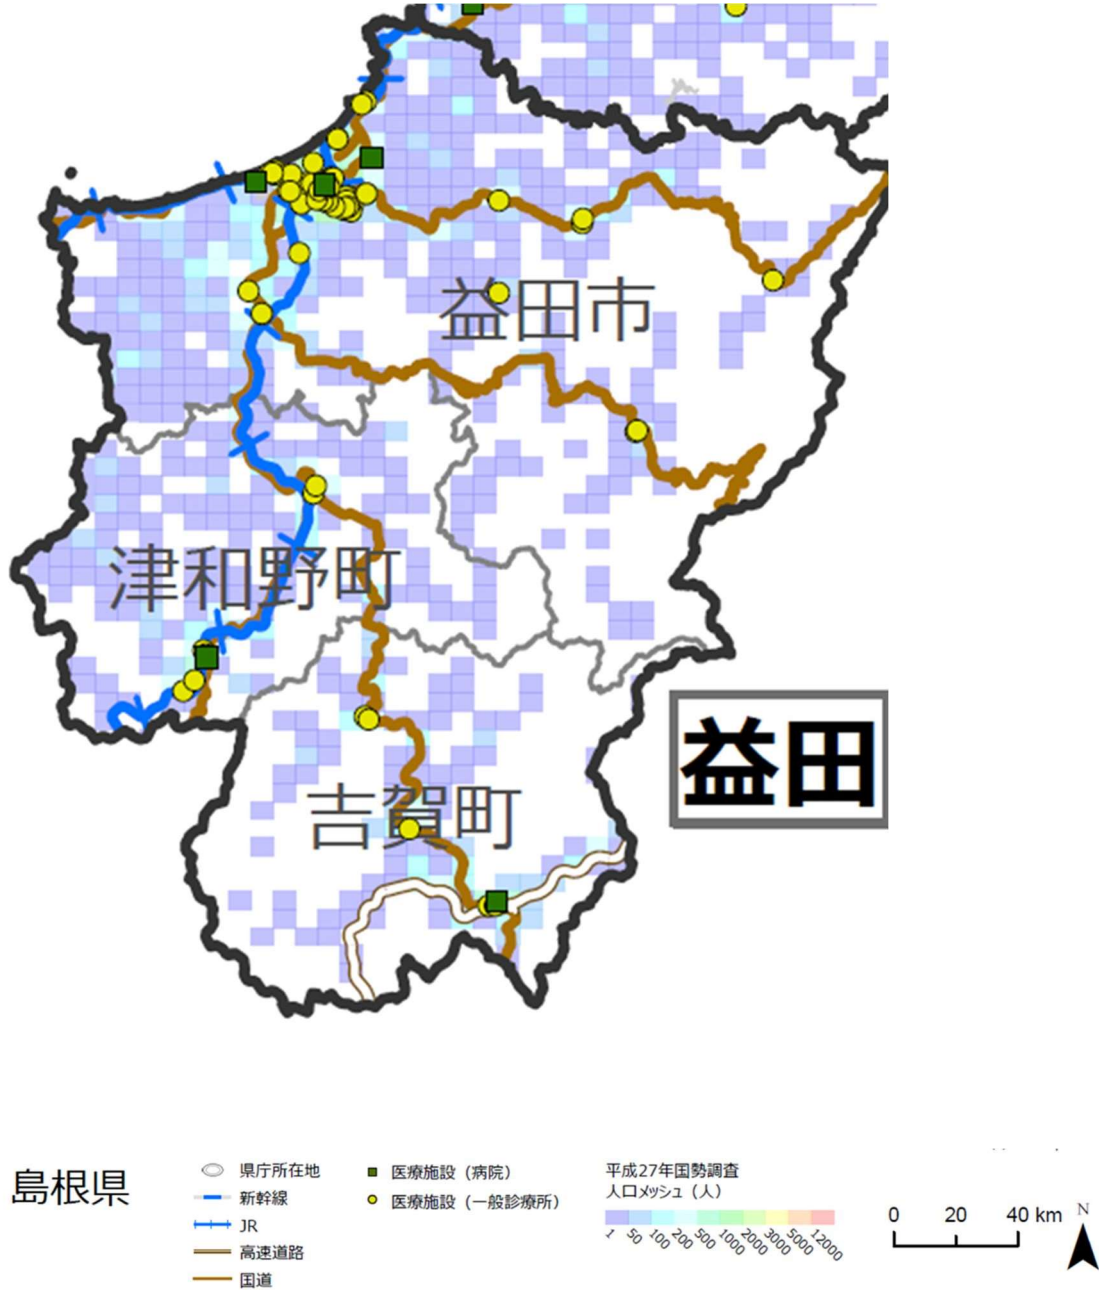 益田市
津和野町
益田
吉賀町
島根県
県庁所在地
新幹線
JR
高速道路
国道
医療施設（病院）
医療施設（一般診療所）
平成27年国勢調査
人口メッシュ（人）
1 50 100 200 500 1000 2000 3000 5000 12000
0 20 40 km
N